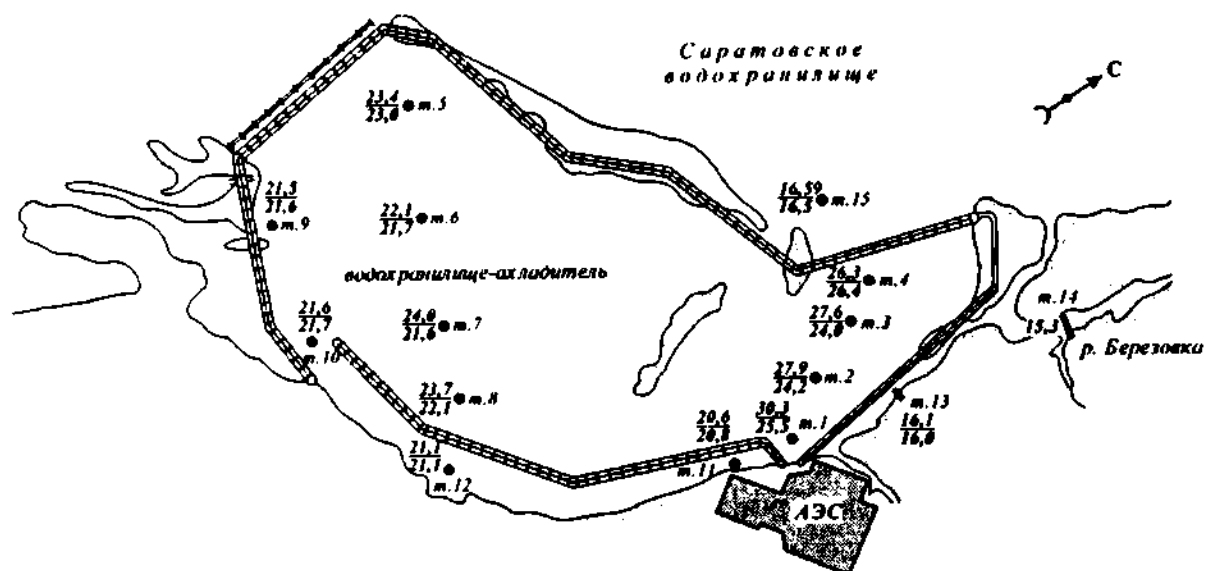 Саратовское
водохранилище
С
23,4
23,0
т.5
16,59
16,5
т.15
21,5
21,6
т.9
22,1
21,7
т.6
водохранилище-охладитель
26,3
26,4
т.4
27,6
24,0
т.3
т.14
15,3
р. Березовка
21,6
21,7
т.10
24,0
21,6
т.7
27,9
24,2
т.2
23,7
22,1
т.8
т.13
16,1
16,0
20,6
20,8
т.11
30,3
25,5
т.1
21,1
21,1
т.12
АЭС